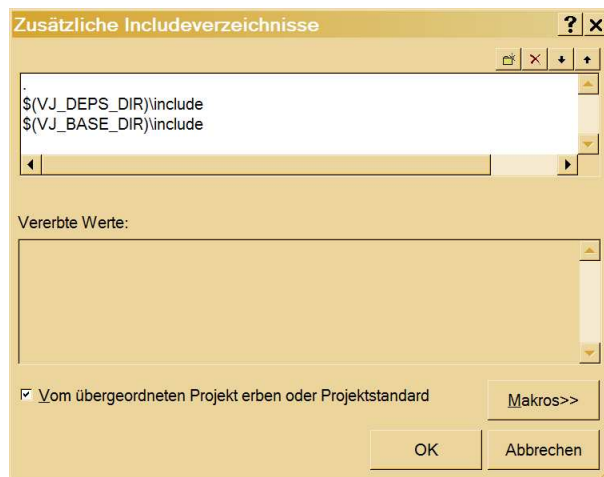 Zusätzliche Includeverzeichnisse
.
$(VJ_DEPS_DIR)\include
$(VJ_BASE_DIR)\include
Vererbte Werte:
Vom übergeordneten Projekt erben oder Projektstandard
Makros>>
OK
Abbrechen